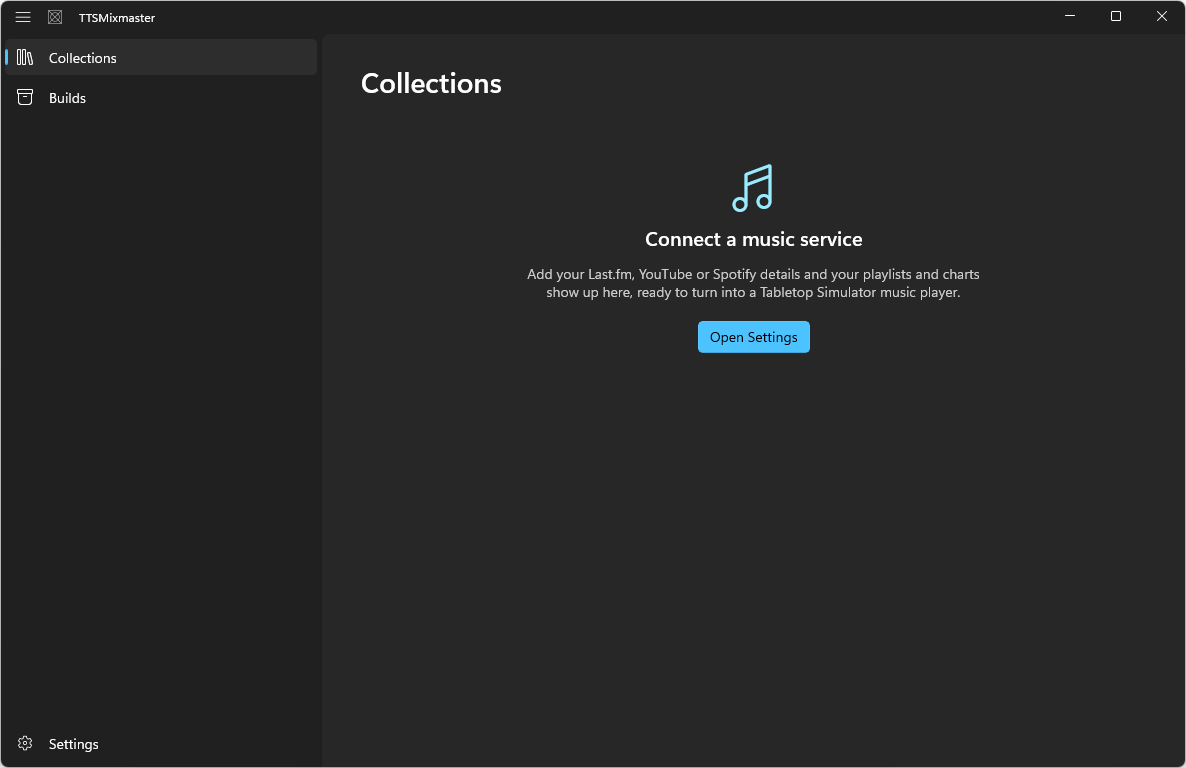 TTSMixmaster
Collections
Builds
Collections
Connect a music service
Add your Last.fm, YouTube or Spotify details and your playlists and charts
show up here, ready to turn into a Tabletop Simulator music player.
Open Settings
Settings